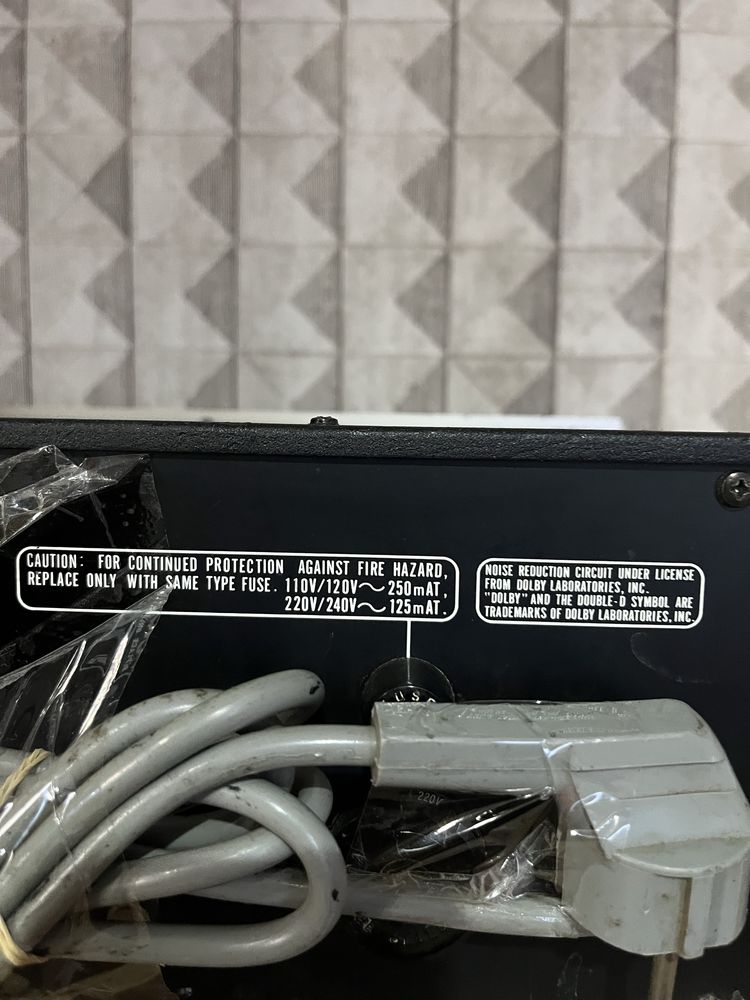 CAUTION: FOR CONTINUED PROTECTION AGAINST FIRE HAZARD,
REPLACE ONLY WITH SAME TYPE FUSE. 110V/120V～250mAT,
220V/240V～125mAT.
NOISE REDUCTION CIRCUIT UNDER LICENSE
FROM DOLBY LABORATORIES, INC.
"DOLBY" AND THE DOUBLE-D SYMBOL ARE
TRADEMARKS OF DOLBY LABORATORIES, INC.
220V